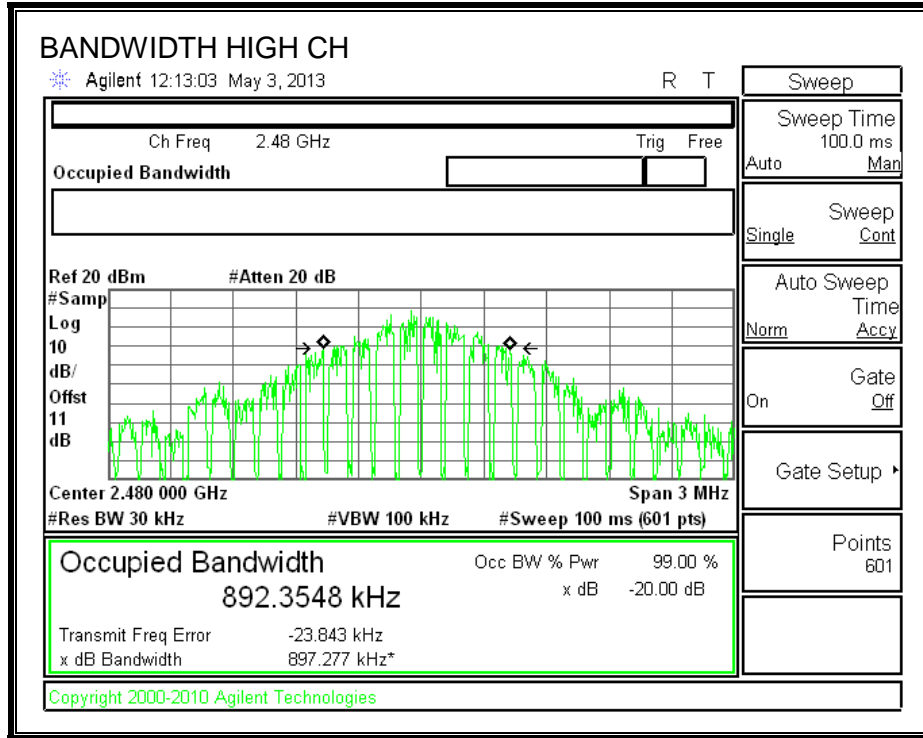 BANDWIDTH HIGH CH
Agilent 12:13:03 May 3, 2013 R T
Ch Freq 2.48 GHz Trig Free
Occupied Bandwidth
Ref 20 dBm #Atten 20 dB
#Samp
Log
10
dB/
Offst
11
dB
Center 2.480 000 GHz Span 3 MHz
#Res BW 30 kHz #VBW 100 kHz #Sweep 100 ms (601 pts)
Occupied Bandwidth Occ BW % Pwr 99.00 %
892.3548 kHz x dB -20.00 dB
Transmit Freq Error -23.843 kHz
x dB Bandwidth 897.277 kHz*
Copyright 2000-2010 Agilent Technologies
Sweep
Sweep Time
100.0 ms
Auto Man
Sweep
Single Cont
Auto Sweep
Time
Norm Accy
Gate
On Off
Gate Setup
Points
601